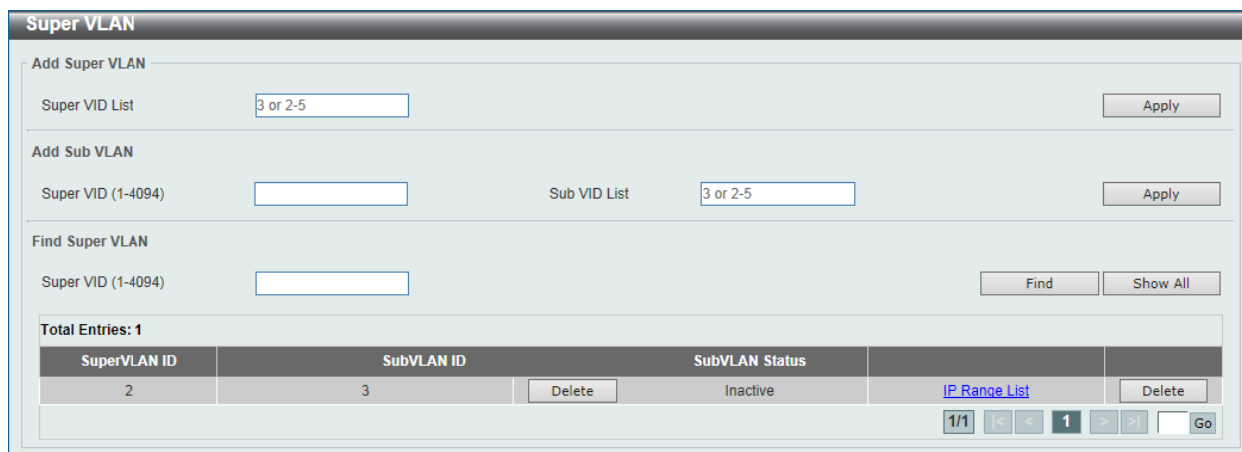 Super VLAN
Add Super VLAN
Super VID List 3 or 2-5 Apply
Add Sub VLAN
Super VID (1-4094) Sub VID List 3 or 2-5 Apply
Find Super VLAN
Super VID (1-4094) Find Show All
Total Entries: 1
SuperVLAN ID SubVLAN ID SubVLAN Status
2 3 Delete Inactive IP Range List Delete
1/1 |< < 1 > >| Go